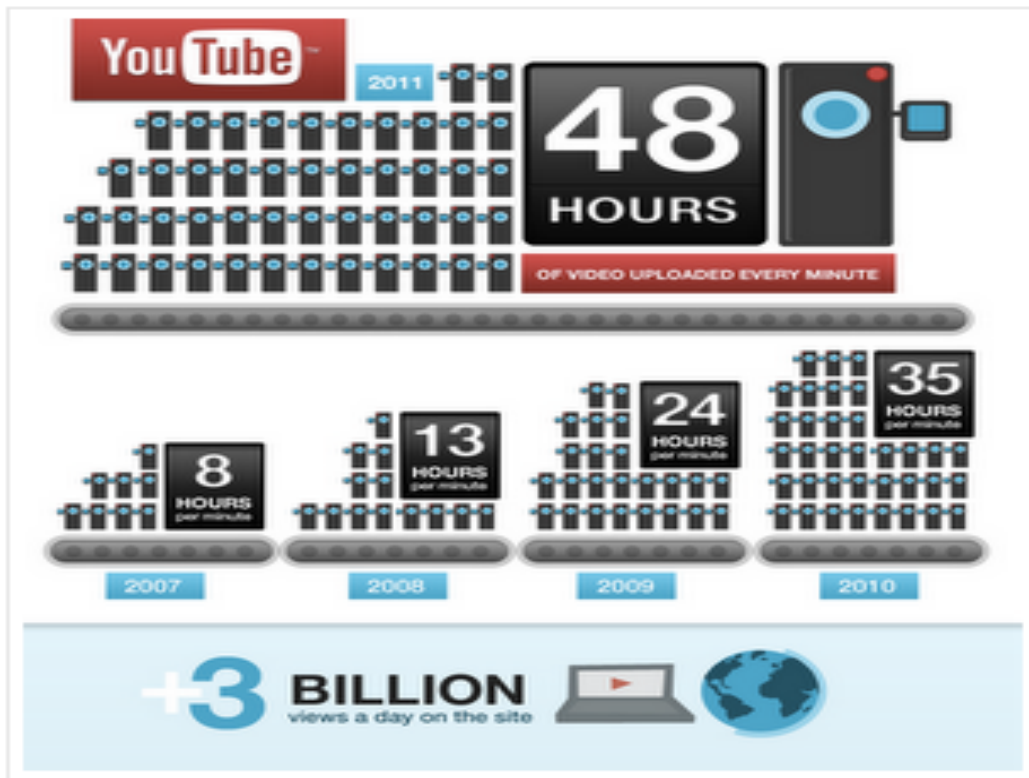 YouTube™
2011
48
HOURS
OF VIDEO UPLOADED EVERY MINUTE
8
HOURS
per minute
13
HOURS
per minute
24
HOURS
per minute
35
HOURS
per minute
2007
2008
2009
2010
+3 BILLION
views a day on the site